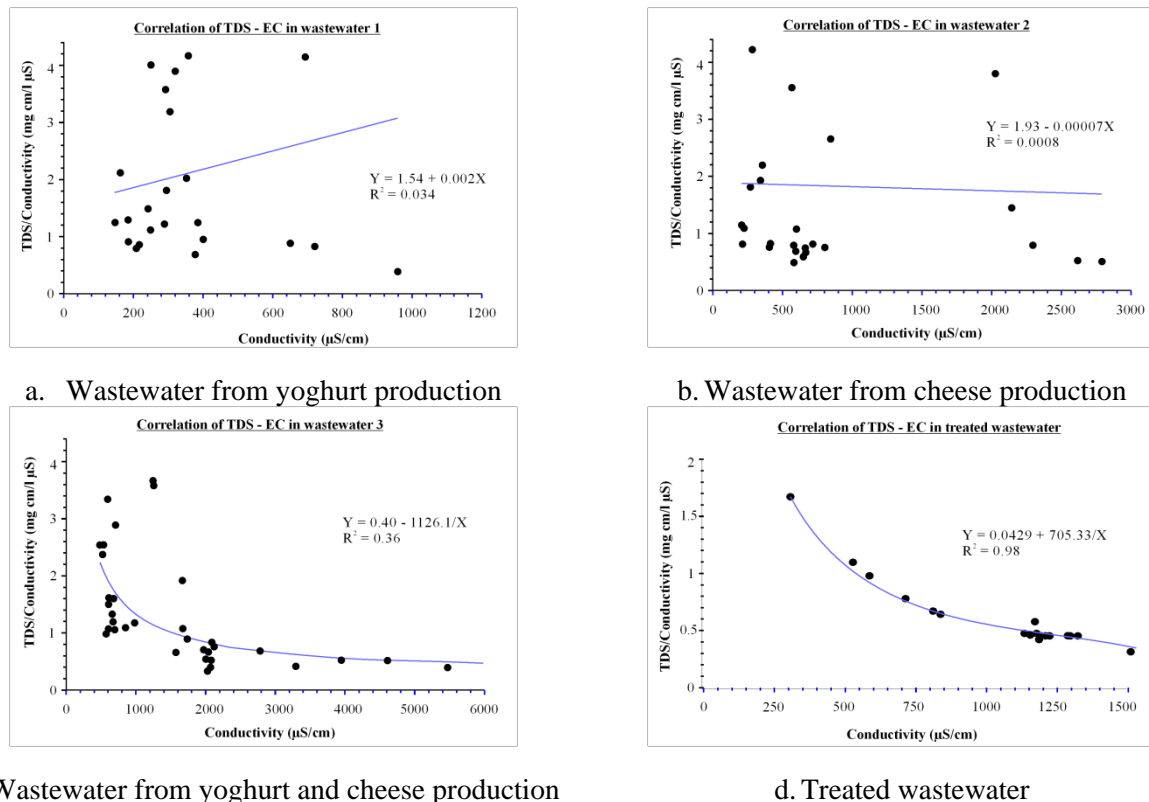 Correlation of TDS - EC in wastewater 1
TDS/Conductivity (mg cm/l µS)
4
3
2
1
0
Y = 1.54 + 0.002X
R² = 0.034
0 200 400 600 800 1000 1200
Conductivity (µS/cm)
a. Wastewater from yoghurt production
Correlation of TDS - EC in wastewater 2
TDS/Conductivity (mg cm/l µS)
4
3
2
1
0
Y = 1.93 - 0.00007X
R² = 0.0008
0 500 1000 1500 2000 2500 3000
Conductivity (µS/cm)
b. Wastewater from cheese production
Correlation of TDS - EC in wastewater 3
TDS/Conductivity (mg cm/l µS)
4
3
2
1
0
Y = 0.40 - 1126.1/X
R² = 0.36
0 1000 2000 3000 4000 5000 6000
Conductivity (µS/cm)
Wastewater from yoghurt and cheese production
Correlation of TDS - EC in treated wastewater
TDS/Conductivity (mg cm/l µS)
2
1.5
1
0.5
0
Y = 0.0429 + 705.33/X
R² = 0.98
0 250 500 750 1000 1250 1500
Conductivity (µS/cm)
d. Treated wastewater